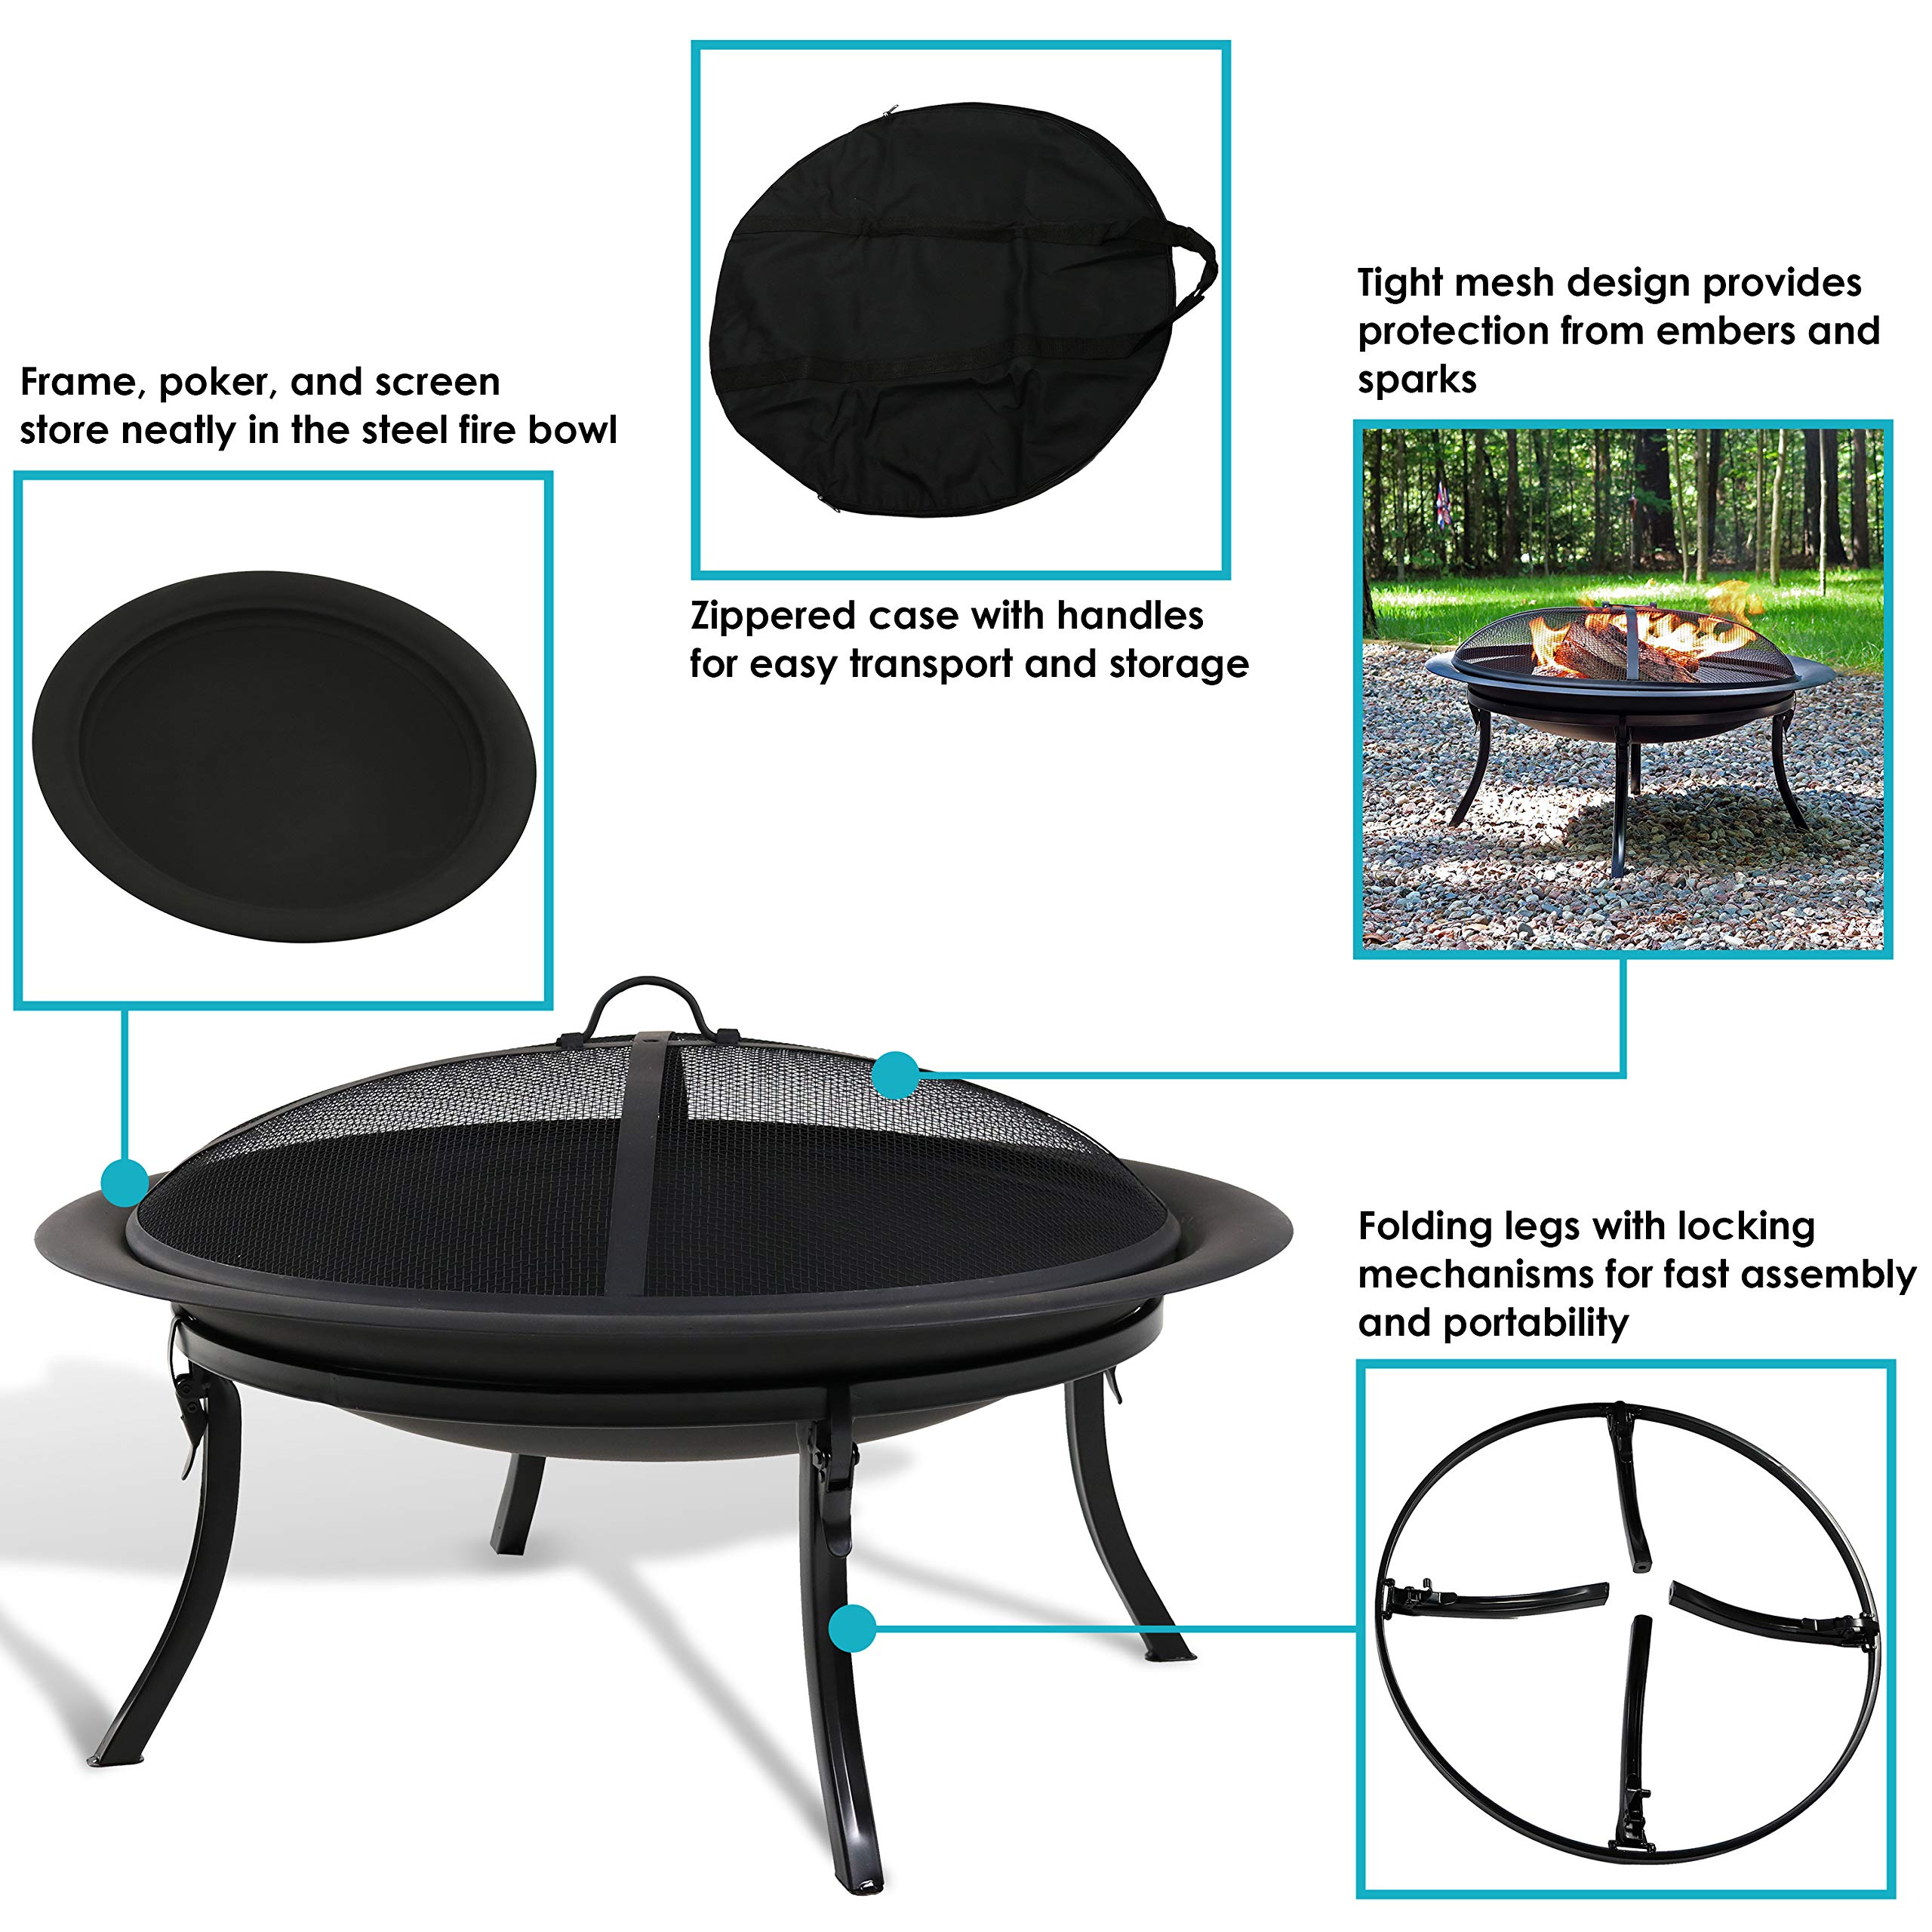 Frame, poker, and screen
store neatly in the steel fire bowl
Zippered case with handles
for easy transport and storage
Tight mesh design provides
protection from embers and
sparks
Folding legs with locking
mechanisms for fast assembly
and portability